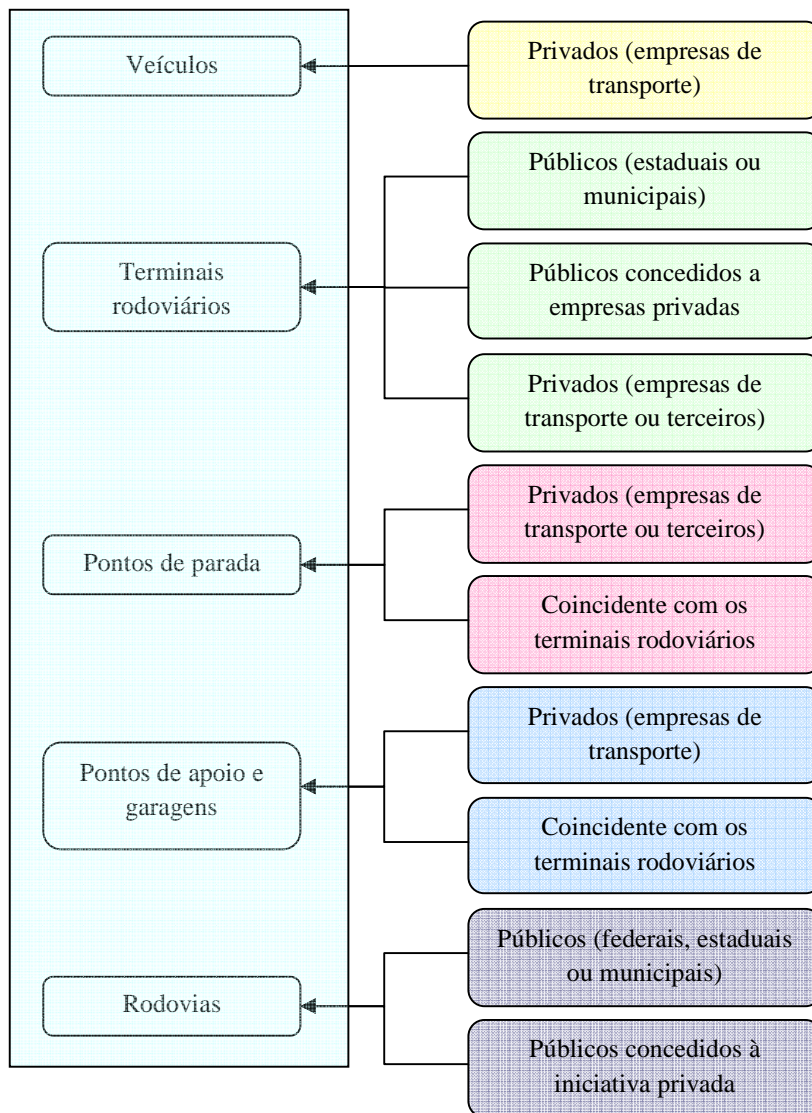 Veículos
Privados (empresas de
transporte)
Terminais
rodoviários
Públicos (estaduais ou
municipais)
Públicos concedidos a
empresas privadas
Privados (empresas de
transporte ou terceiros)
Pontos de parada
Privados (empresas de
transporte ou terceiros)
Coincidente com os
terminais rodoviários
Pontos de apoio e
garagens
Privados (empresas de
transporte)
Coincidente com os
terminais rodoviários
Rodovias
Públicos (federais, estaduais
ou municipais)
Públicos concedidos à
iniciativa privada